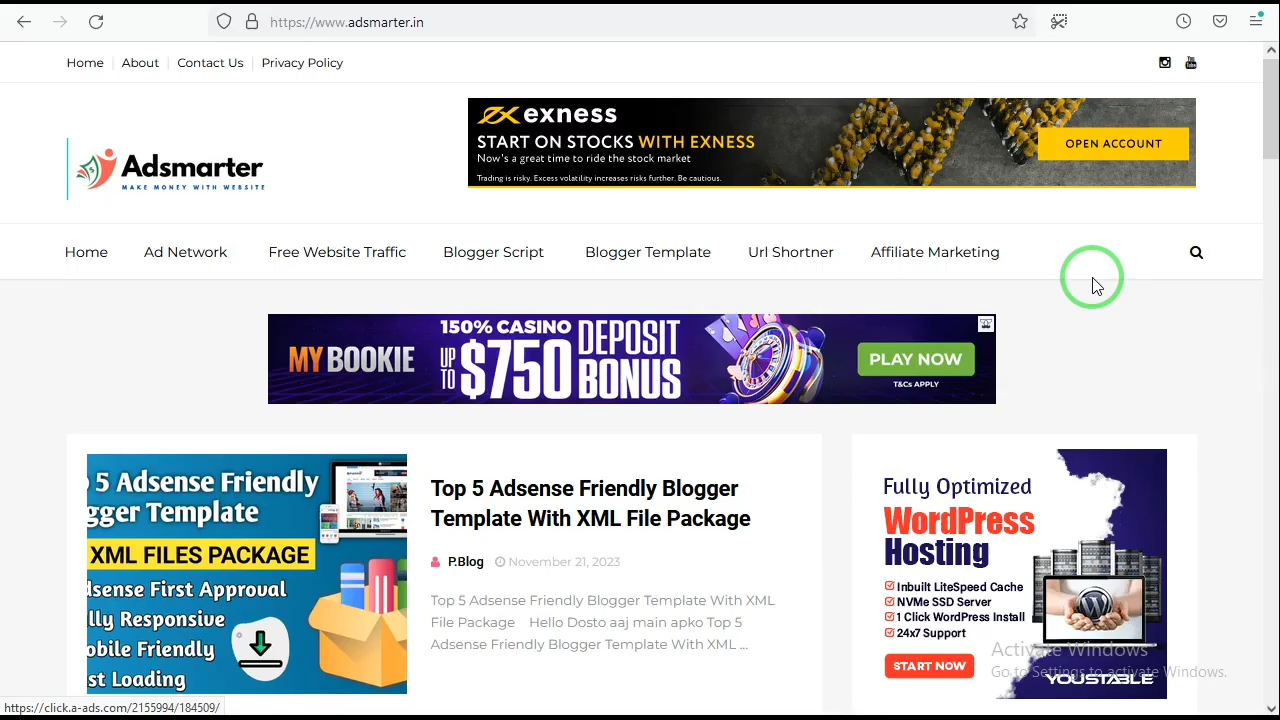 https://www.adsmarter.in
Home About Contact Us Privacy Policy
exness
START ON STOCKS WITH EXNESS
Now's a great time to ride the stock market
Trading is risky. Excess volatility increases risks further. Be cautious.
OPEN ACCOUNT
Adsmarter
MAKE MONEY WITH WEBSITE
Home Ad Network Free Website Traffic Blogger Script Blogger Template Url Shortner Affiliate Marketing
MYBOOKIE
150% CASINO
UP TO $750
DEPOSIT
BONUS
PLAY NOW
T&Cs APPLY
5 Adsense Friendly
gger Template
XML FILES PACKAGE
dsense First Approval
lly Responsive
obile Friendly
st Loading
Top 5 Adsense Friendly Blogger
Template With XML File Package
P.Blog November 21, 2023
Top 5 Adsense Friendly Blogger Template With XML
File Package Hello Dosto aaj main apko Top 5
Adsense Friendly Blogger Template With XML ...
Fully Optimized
WordPress
Hosting
Inbuilt LiteSpeed Cache
NVMe SSD Server
1 Click WordPress Install
24x7 Support
START NOW
YOUSTABLE
Activate Windows
Go to Settings to activate Windows.
https://click.a-ads.com/2155994/184509/